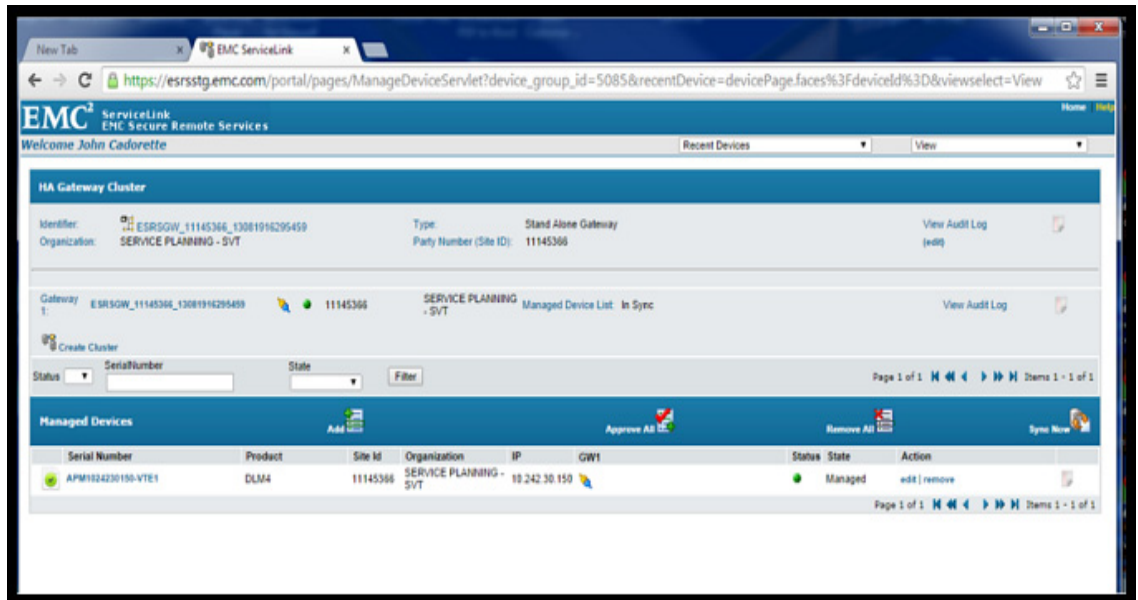 New Tab
EMC ServiceLink
https://esrsstg.emc.com/portal/pages/ManageDeviceServlet?device_group_id=5085&recentDevice=devicePage.faces%3FdeviceId%3D&viewselect=View
EMC² ServiceLink
EMC Secure Remote Services
Home Help
Welcome John Cadorette
Recent Devices
View
HA Gateway Cluster
Identifier: ESRSGW_11145366_13081916295459 Type: Stand Alone Gateway View Audit Log
Organization: SERVICE PLANNING - SVT Party Number (Site ID): 11145366 (edit)
Gateway 1: ESRSGW_11145366_13081916295459 11145366 SERVICE PLANNING - SVT Managed Device List: In Sync View Audit Log
Create Cluster
Status SerialNumber State Filter Page 1 of 1 Items 1 - 1 of 1
Managed Devices Add Approve All Remove All Sync Now
Serial Number Product Site Id Organization IP GW1 Status State Action
APM1024230150-VTE1 DLM4 11145366 SERVICE PLANNING - SVT 10.242.30.150 Managed edit | remove
Page 1 of 1 Items 1 - 1 of 1